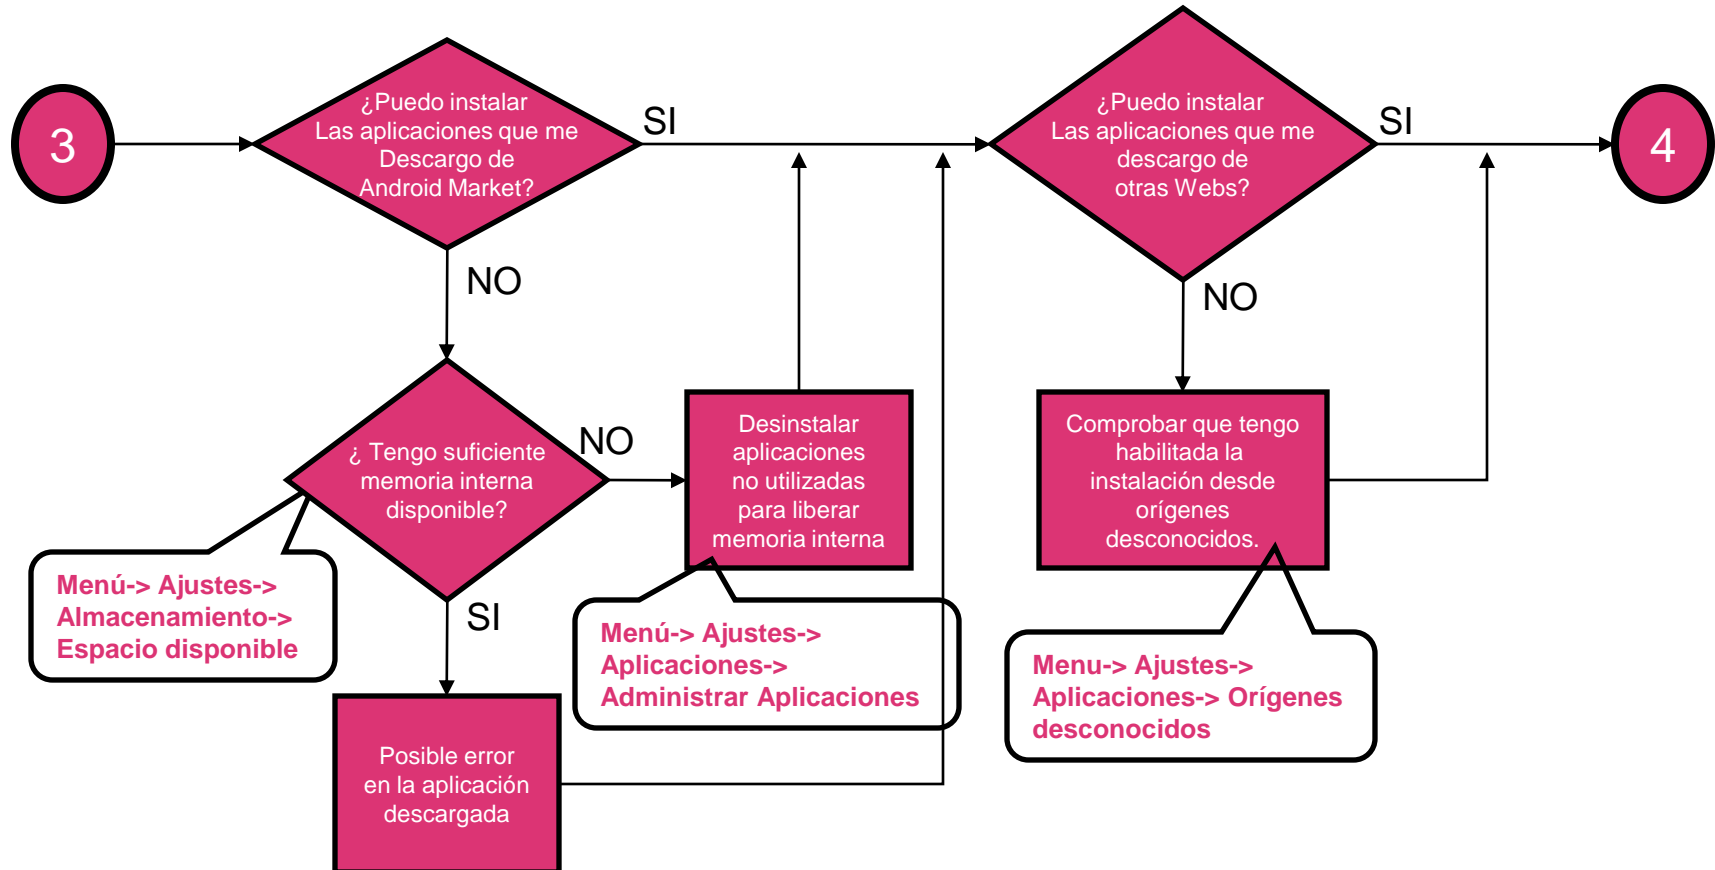 3
¿Puedo instalar
Las aplicaciones que me
Descargo de
Android Market?
SI
¿Puedo instalar
Las aplicaciones que me
descargo de
otras Webs?
SI
4
NO
NO
¿ Tengo suficiente
memoria interna
disponible?
NO
Desinstalar
aplicaciones
no utilizadas
para liberar
memoria interna
Comprobar que tengo
habilitada la
instalación desde
orígenes
desconocidos.
Menú-> Ajustes->
Almacenamiento->
Espacio disponible
SI
Menú-> Ajustes->
Aplicaciones->
Administrar Aplicaciones
Menu-> Ajustes->
Aplicaciones-> Orígenes
desconocidos
Posible error
en la aplicación
descargada